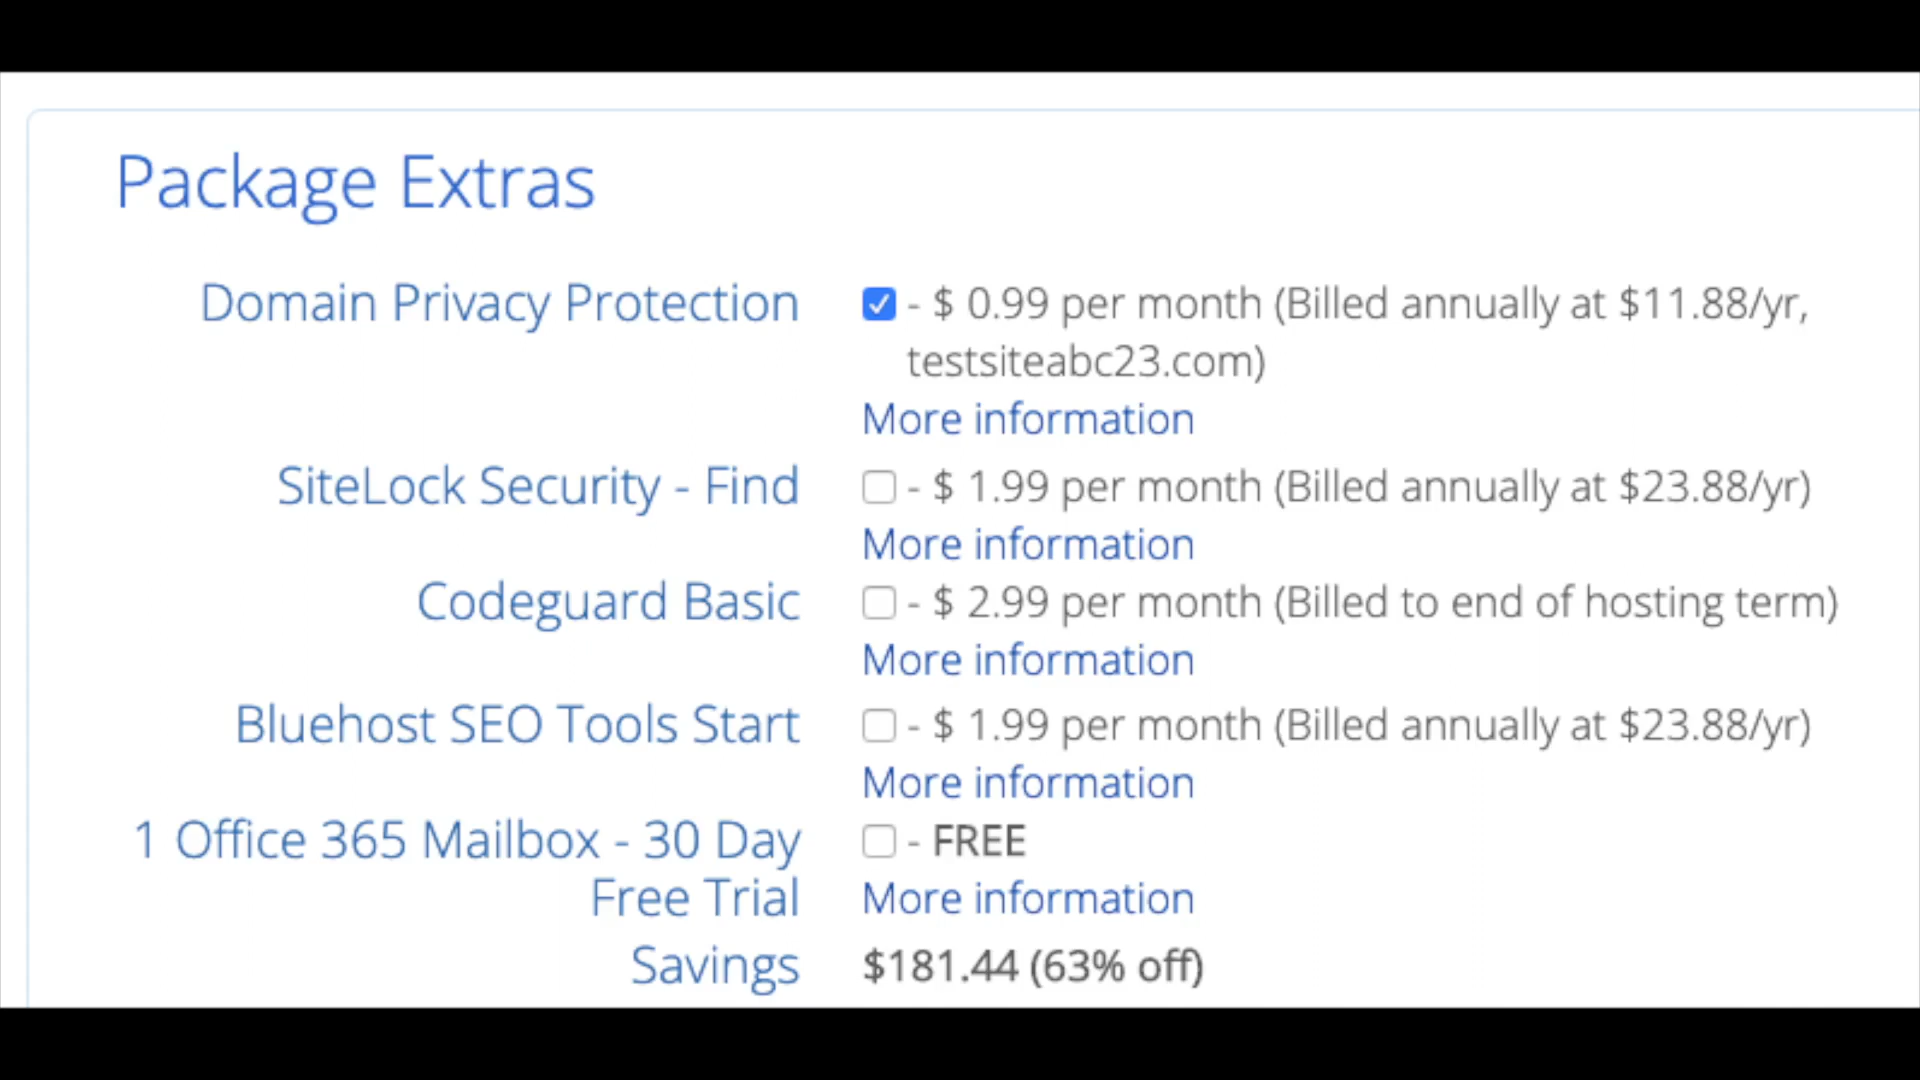 Package Extras
Domain Privacy Protection - $ 0.99 per month (Billed annually at $11.88/yr,
testsiteabc23.com)
More information
SiteLock Security - Find - $ 1.99 per month (Billed annually at $23.88/yr)
More information
Codeguard Basic - $ 2.99 per month (Billed to end of hosting term)
More information
Bluehost SEO Tools Start - $ 1.99 per month (Billed annually at $23.88/yr)
More information
1 Office 365 Mailbox - 30 Day - FREE
Free Trial More information
Savings $181.44 (63% off)